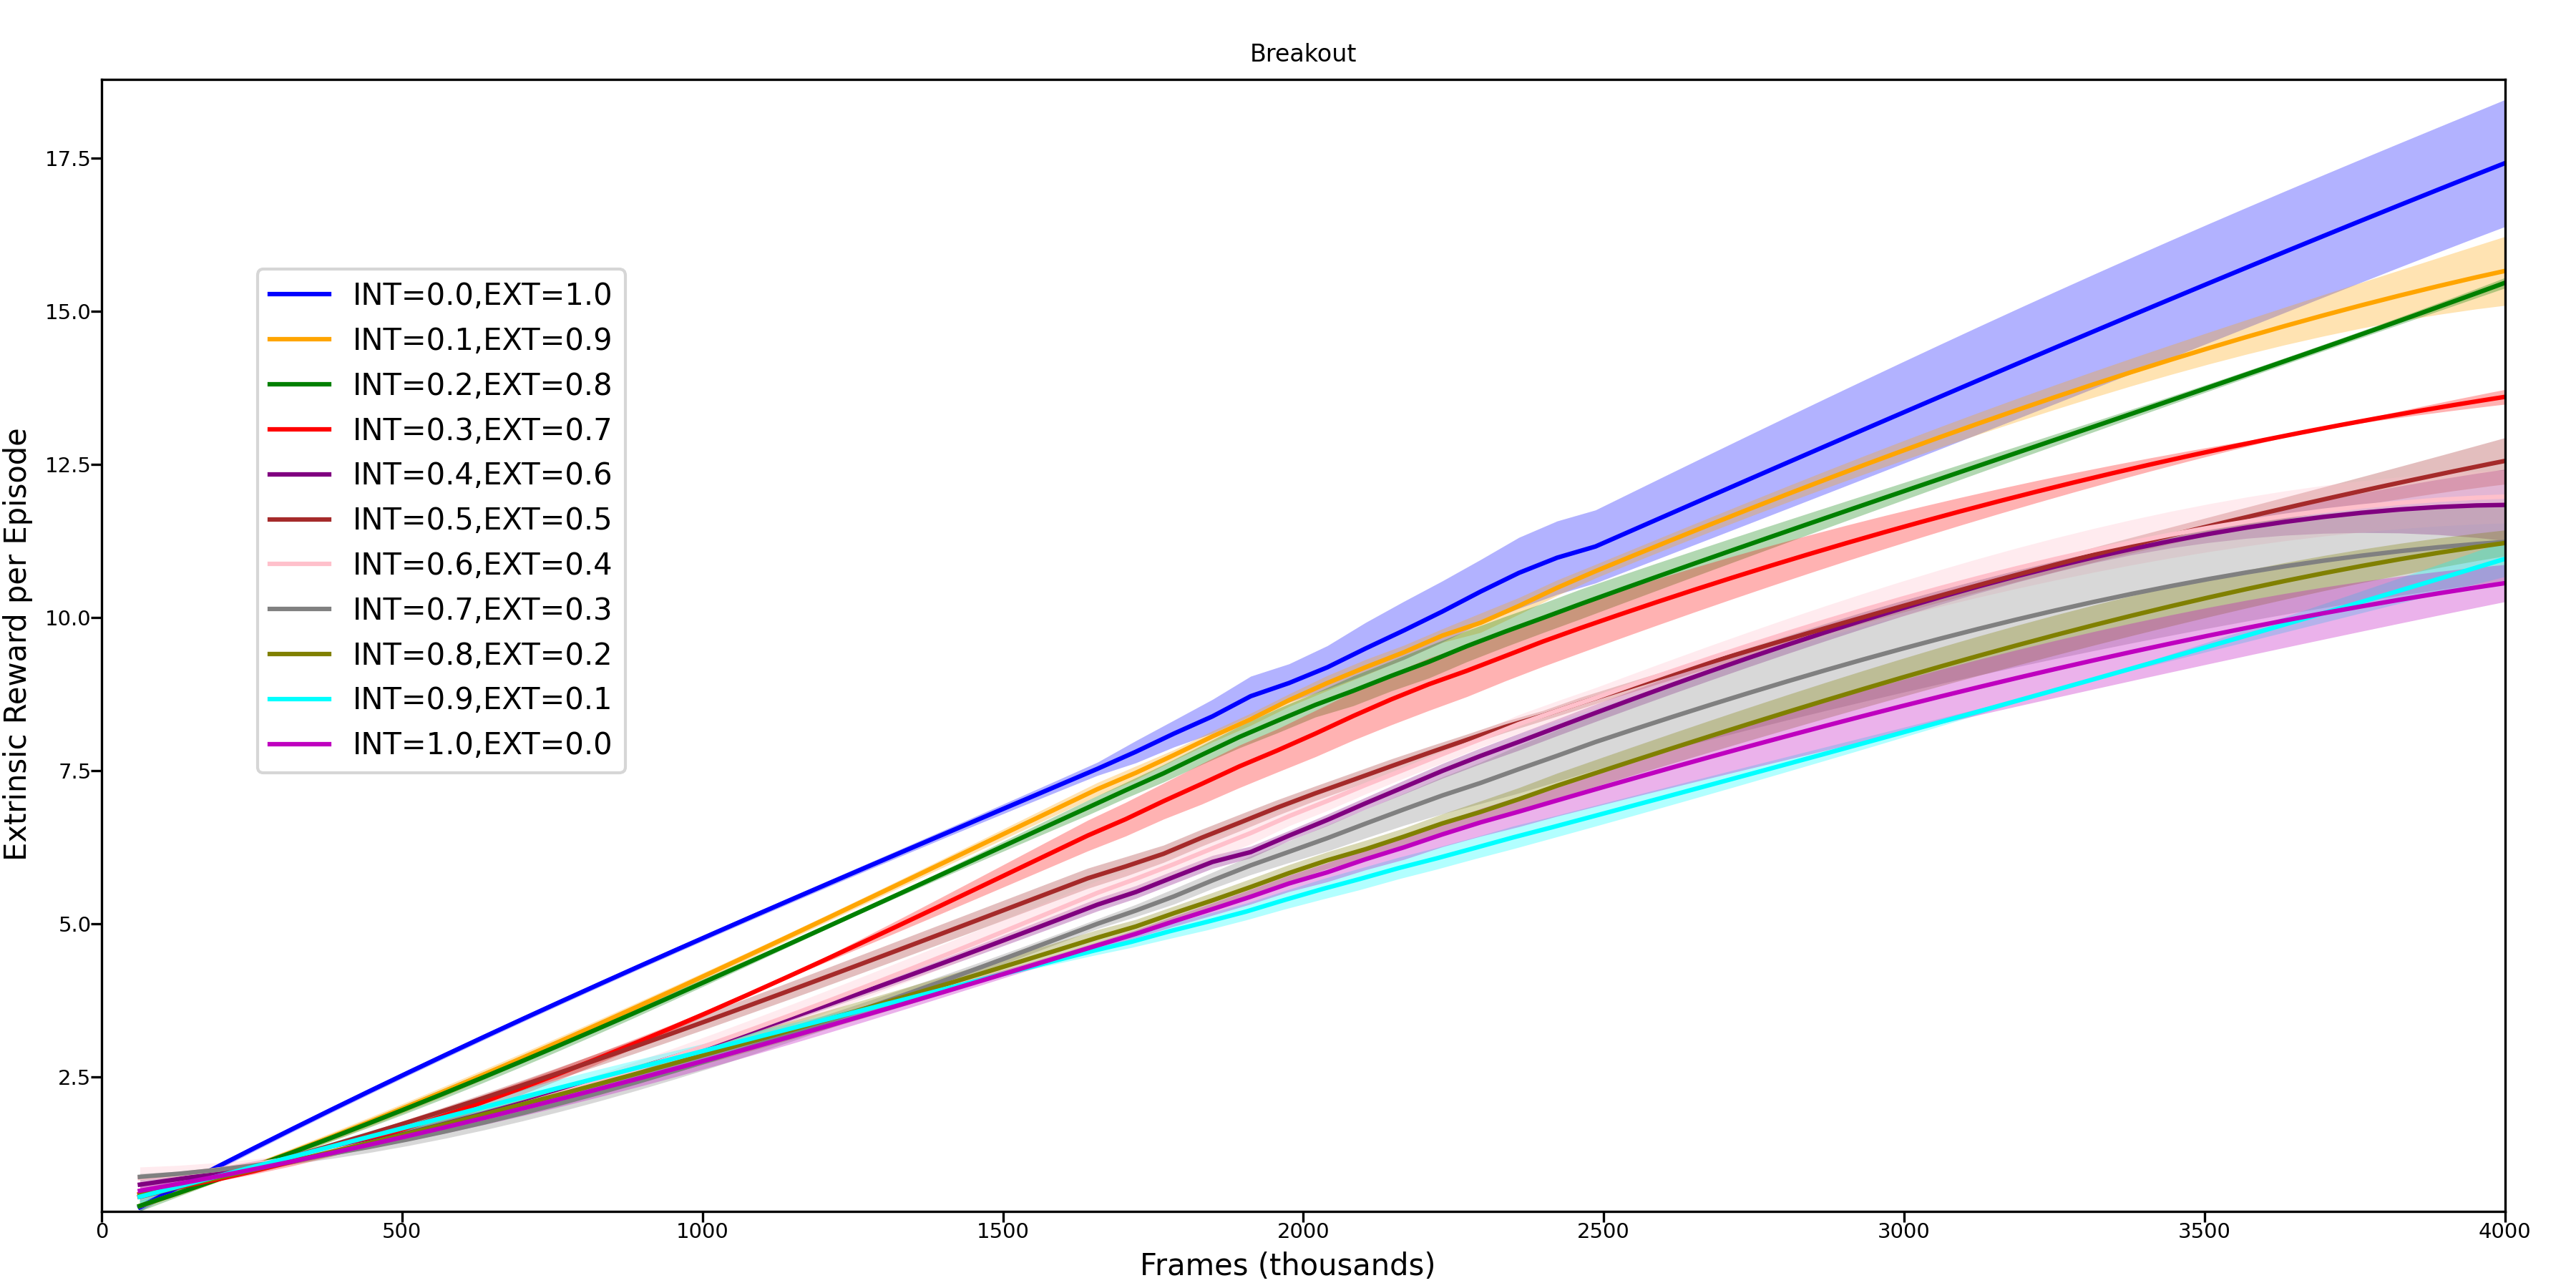 Breakout
Extrinsic Reward per Episode
17.5
15.0
12.5
10.0
7.5
5.0
2.5
INT=0.0,EXT=1.0
INT=0.1,EXT=0.9
INT=0.2,EXT=0.8
INT=0.3,EXT=0.7
INT=0.4,EXT=0.6
INT=0.5,EXT=0.5
INT=0.6,EXT=0.4
INT=0.7,EXT=0.3
INT=0.8,EXT=0.2
INT=0.9,EXT=0.1
INT=1.0,EXT=0.0
0 500 1000 1500 2000 2500 3000 3500 4000
Frames (thousands)